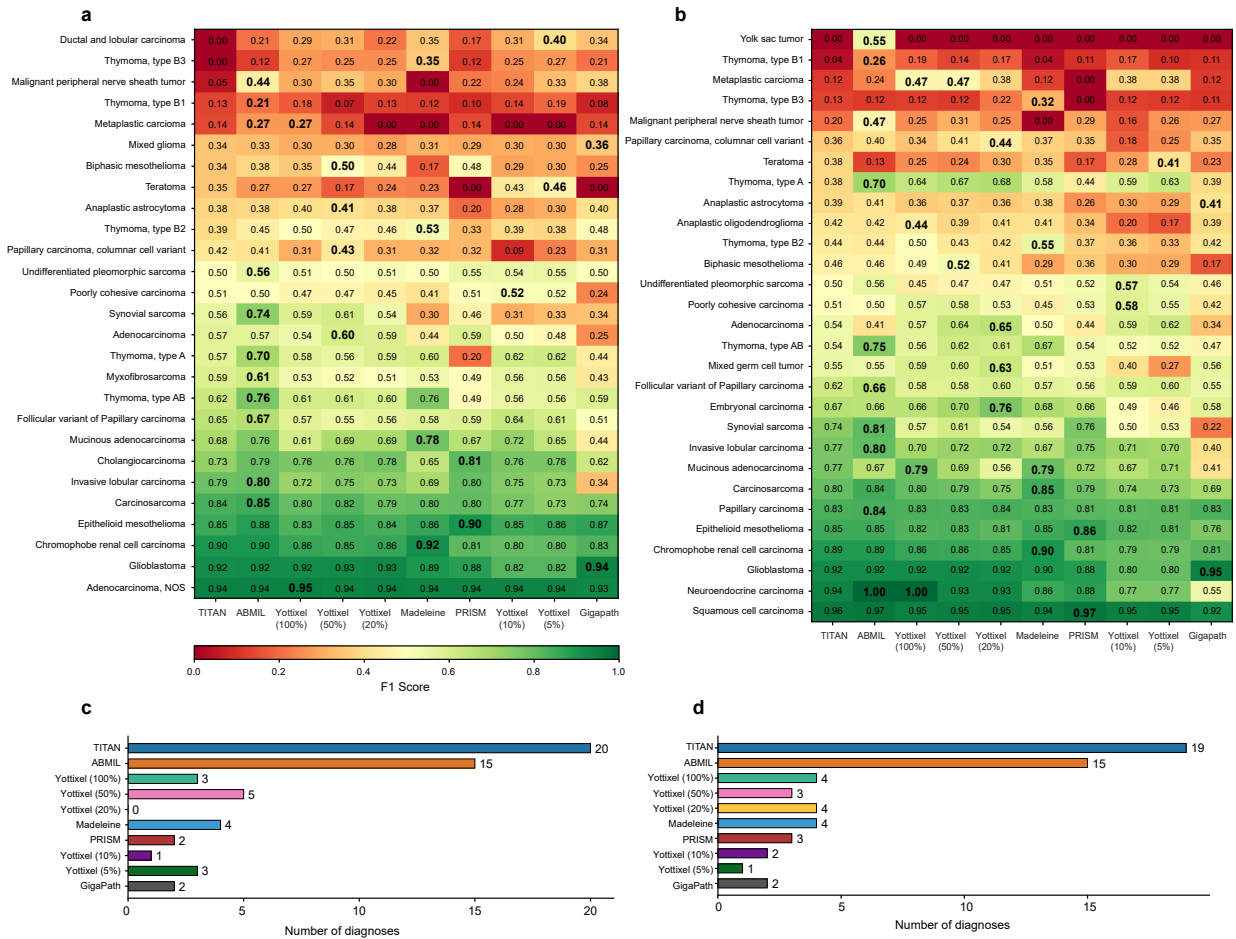 a
Ductal and lobular carcinoma 0.00 0.21 0.29 0.31 0.22 0.35 0.17 0.31 0.40 0.34
Thymoma, type B3 0.00 0.12 0.27 0.25 0.25 0.35 0.12 0.25 0.27 0.21
Malignant peripheral nerve sheath tumor 0.05 0.44 0.30 0.35 0.30 0.00 0.22 0.24 0.33 0.38
Thymoma, type B1 0.13 0.21 0.18 0.07 0.13 0.12 0.10 0.14 0.19 0.08
Metaplastic carcioma 0.14 0.27 0.27 0.14 0.00 0.00 0.14 0.00 0.00 0.14
Mixed glioma 0.34 0.33 0.30 0.30 0.28 0.31 0.29 0.30 0.30 0.36
Biphasic mesothelioma 0.34 0.38 0.35 0.50 0.44 0.17 0.48 0.29 0.30 0.25
Teratoma 0.35 0.27 0.27 0.17 0.24 0.23 0.00 0.43 0.46 0.00
Anaplastic astrocytoma 0.38 0.38 0.40 0.41 0.38 0.37 0.20 0.28 0.30 0.40
Thymoma, type B2 0.39 0.45 0.50 0.47 0.46 0.53 0.33 0.39 0.38 0.48
Papillary carcinoma, columnar cell variant 0.42 0.41 0.31 0.43 0.31 0.32 0.32 0.09 0.23 0.31
Undifferentiated pleomorphic sarcoma 0.50 0.56 0.51 0.50 0.50 0.50 0.55 0.54 0.55 0.50
Poorly cohesive carcinoma 0.51 0.50 0.47 0.47 0.45 0.41 0.51 0.52 0.52 0.24
Synovial sarcoma 0.56 0.74 0.59 0.61 0.54 0.30 0.46 0.31 0.33 0.34
Adenocarcinoma 0.57 0.57 0.54 0.60 0.59 0.44 0.59 0.50 0.48 0.25
Thymoma, type A 0.57 0.70 0.58 0.56 0.59 0.60 0.20 0.62 0.62 0.44
Myxofibrosarcoma 0.59 0.61 0.53 0.52 0.51 0.53 0.49 0.56 0.56 0.43
Thymoma, type AB 0.62 0.76 0.61 0.61 0.60 0.76 0.49 0.56 0.56 0.59
Follicular variant of Papillary carcinoma 0.65 0.67 0.57 0.55 0.56 0.58 0.59 0.64 0.61 0.51
Mucinous adenocarcinoma 0.68 0.76 0.61 0.69 0.69 0.78 0.67 0.72 0.65 0.44
Cholangiocarcinoma 0.73 0.79 0.76 0.76 0.78 0.65 0.81 0.76 0.76 0.62
Invasive lobular carcinoma 0.79 0.80 0.72 0.75 0.73 0.73 0.80 0.75 0.73 0.34
Carcinosarcoma 0.84 0.85 0.80 0.82 0.79 0.80 0.80 0.77 0.73 0.74
Epithelioid mesothelioma 0.85 0.88 0.83 0.85 0.84 0.86 0.90 0.85 0.86 0.87
Chromophobe renal cell carcinoma 0.90 0.90 0.86 0.85 0.86 0.92 0.81 0.80 0.80 0.83
Glioblastoma 0.92 0.92 0.92 0.93 0.93 0.89 0.88 0.82 0.82 0.94
Adenocarcinoma, NOS 0.94 0.94 0.95 0.94 0.94 0.94 0.94 0.94 0.94 0.93
TITAN ABMIL Yottixel (100%) Yottixel (50%) Yottixel (20%) Madeleine PRISM Yottixel (10%) Yottixel (5%) Gigapath
0.0 0.2 0.4 0.6 0.8 1.0
F1 Score
b
Yolk sac tumor 0.00 0.55 0.00 0.00 0.00 0.00 0.00 0.00 0.00 0.00
Thymoma, type B1 0.04 0.26 0.19 0.14 0.17 0.04 0.11 0.17 0.10 0.11
Metaplastic carcioma 0.12 0.24 0.47 0.47 0.38 0.12 0.00 0.38 0.38 0.12
Thymoma, type B3 0.13 0.12 0.12 0.12 0.22 0.32 0.00 0.12 0.12 0.11
Malignant peripheral nerve sheath tumor 0.20 0.47 0.25 0.31 0.25 0.00 0.29 0.16 0.26 0.27
Papillary carcinoma, columnar cell variant 0.36 0.40 0.34 0.41 0.44 0.37 0.35 0.18 0.25 0.35
Teratoma 0.38 0.13 0.25 0.24 0.30 0.35 0.17 0.28 0.41 0.23
Thymoma, type A 0.38 0.70 0.64 0.67 0.68 0.58 0.44 0.59 0.63 0.39
Anaplastic astrocytoma 0.39 0.41 0.36 0.36 0.36 0.38 0.26 0.30 0.29 0.41
Anaplastic oligodendroglioma 0.42 0.42 0.44 0.39 0.41 0.41 0.34 0.20 0.17 0.39
Thymoma, type B2 0.44 0.44 0.50 0.43 0.42 0.55 0.37 0.36 0.33 0.42
Biphasic mesothelioma 0.46 0.46 0.49 0.52 0.41 0.29 0.36 0.30 0.29 0.17
Undifferentiated pleomorphic sarcoma 0.50 0.56 0.45 0.47 0.47 0.51 0.52 0.57 0.54 0.46
Poorly cohesive carcinoma 0.51 0.50 0.57 0.58 0.53 0.45 0.53 0.58 0.55 0.42
Adenocarcinoma 0.54 0.41 0.57 0.64 0.65 0.50 0.44 0.59 0.62 0.34
Thymoma, type AB 0.54 0.75 0.58 0.56 0.61 0.67 0.54 0.52 0.52 0.47
Mixed germ cell tumor 0.55 0.55 0.58 0.59 0.63 0.57 0.55 0.40 0.27 0.56
Follicular variant of Papillary carcinoma 0.62 0.66 0.58 0.58 0.60 0.57 0.56 0.59 0.60 0.55
Embryonal carcinoma 0.67 0.66 0.66 0.70 0.76 0.68 0.66 0.49 0.46 0.58
Synovial sarcoma 0.74 0.81 0.57 0.61 0.54 0.56 0.76 0.50 0.53 0.22
Invasive lobular carcinoma 0.77 0.80 0.70 0.72 0.72 0.67 0.75 0.71 0.70 0.40
Mucinous adenocarcinoma 0.77 0.67 0.79 0.69 0.56 0.79 0.72 0.67 0.71 0.41
Carcinosarcoma 0.80 0.84 0.80 0.79 0.75 0.85 0.79 0.74 0.73 0.69
Papillary carcinoma 0.83 0.84 0.83 0.83 0.84 0.83 0.81 0.81 0.81 0.83
Epithelioid mesothelioma 0.85 0.85 0.82 0.83 0.81 0.85 0.86 0.82 0.81 0.76
Chromophobe renal cell carcinoma 0.89 0.89 0.86 0.86 0.85 0.90 0.81 0.79 0.79 0.81
Glioblastoma 0.92 0.92 0.92 0.92 0.92 0.90 0.88 0.80 0.80 0.95
Neuroendocrine carcinoma 0.94 1.00 1.00 0.93 0.93 0.86 0.88 0.77 0.77 0.55
Squamous cell carcinoma 0.96 0.97 0.95 0.95 0.95 0.94 0.97 0.95 0.95 0.92
TITAN ABMIL Yottixel (100%) Yottixel (50%) Yottixel (20%) Madeleine PRISM Yottixel (10%) Yottixel (5%) Gigapath
c
TITAN 20
ABMIL 15
Yottixel (100%) 3
Yottixel (50%) 5
Yottixel (20%) 0
Madeleine 4
PRISM 2
Yottixel (10%) 1
Yottixel (5%) 3
GigaPath 2
0 5 10 15 20
Number of diagnoses
d
TITAN 19
ABMIL 15
Yottixel (100%) 4
Yottixel (50%) 3
Yottixel (20%) 4
Madeleine 4
PRISM 3
Yottixel (10%) 2
Yottixel (5%) 1
GigaPath 2
0 5 10 15
Number of diagnoses